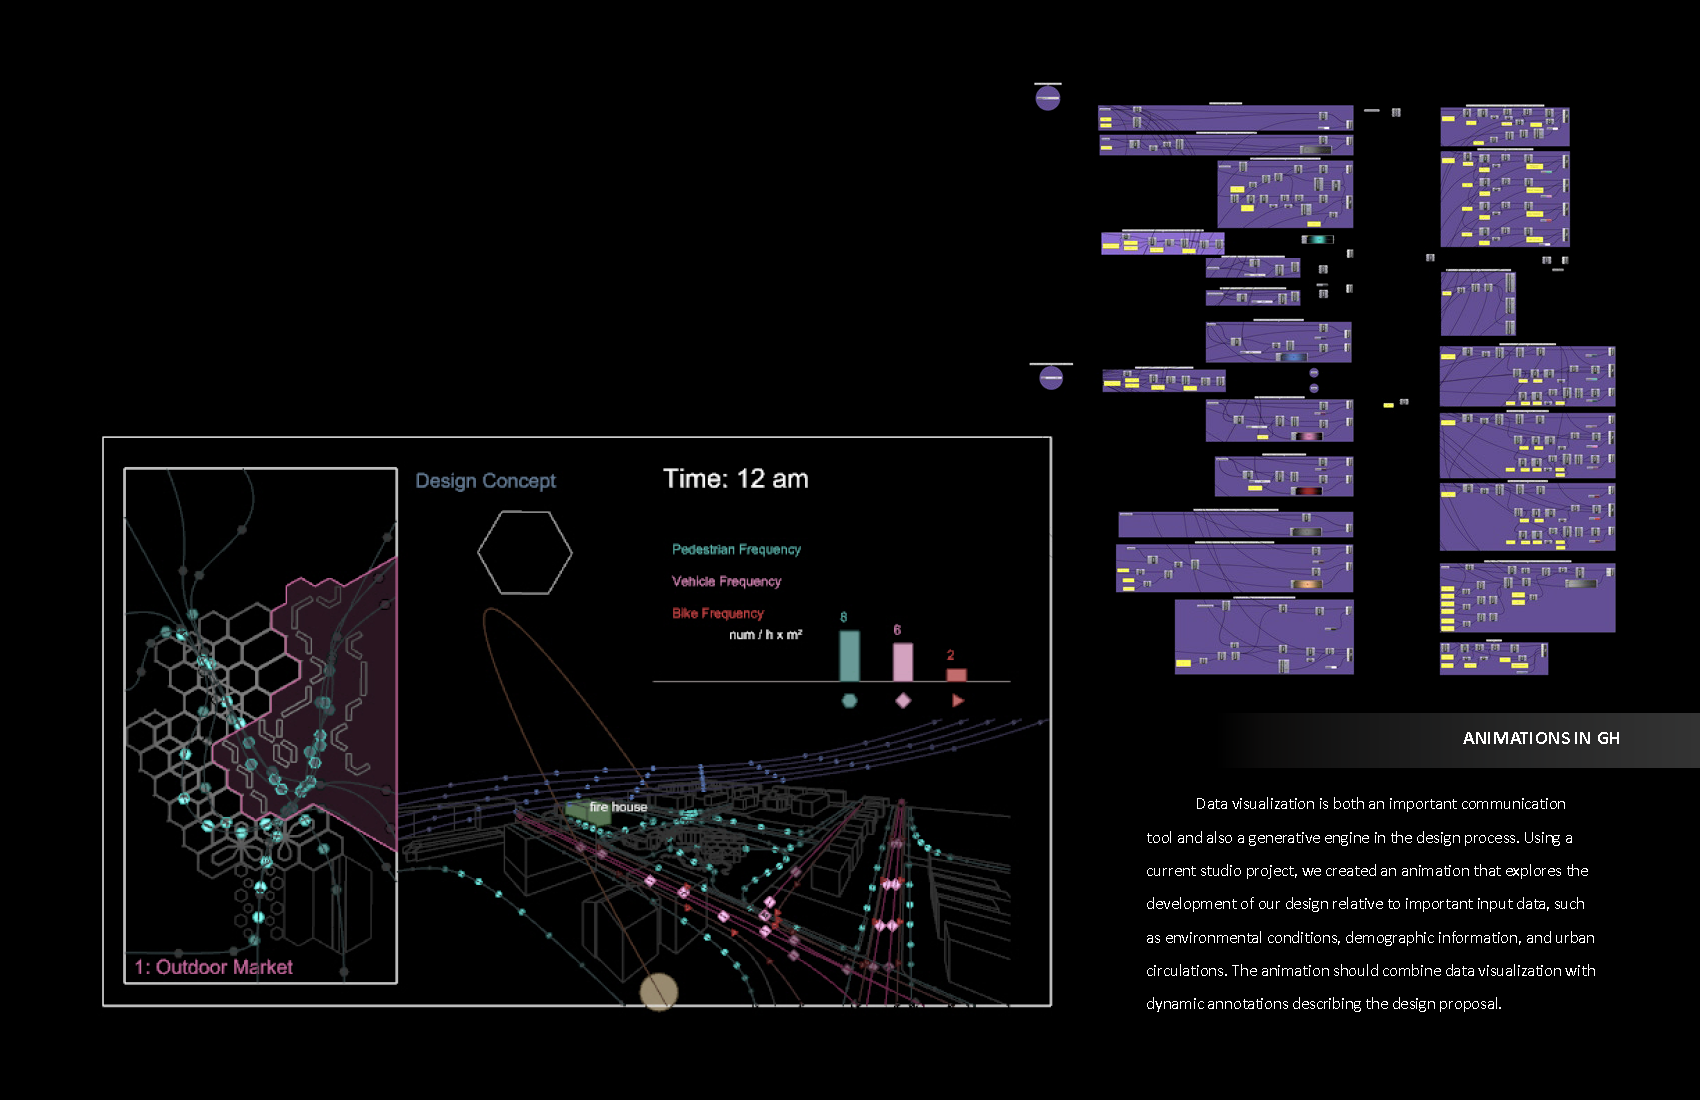 Design Concept
Time: 12 am
Pedestrian Frequency
Vehicle Frequency
Bike Frequency
num / h x m²
8
6
2
fire house
1: Outdoor Market
ANIMATIONS IN GH
Data visualization is both an important communication
tool and also a generative engine in the design process. Using a
current studio project, we created an animation that explores the
development of our design relative to important input data, such
as environmental conditions, demographic information, and urban
circulations. The animation should combine data visualization with
dynamic annotations describing the design proposal.